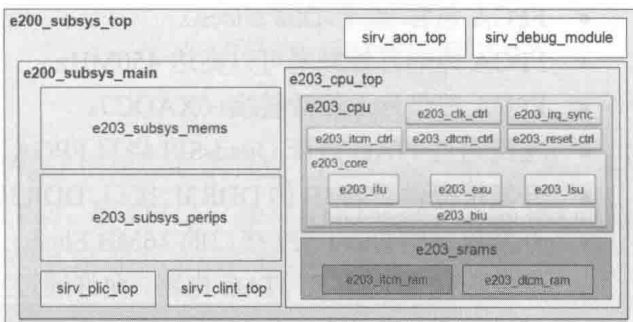 e200_subsys_top
sirv_aon_top
sirv_debug_module
e200_subsys_main
e203_subsys_mems
e203_subsys_perips
sirv_plic_top
sirv_clint_top
e203_cpu_top
e203_cpu
e203_clk_ctrl
e203_irq_sync
e203_itcm_ctrl
e203_dtcm_ctrl
e203_reset_ctrl
e203_core
e203_ifu
e203_exu
e203_lsu
e203_biu
e203_srams
e203_itcm_ram
e203_dtcm_ram